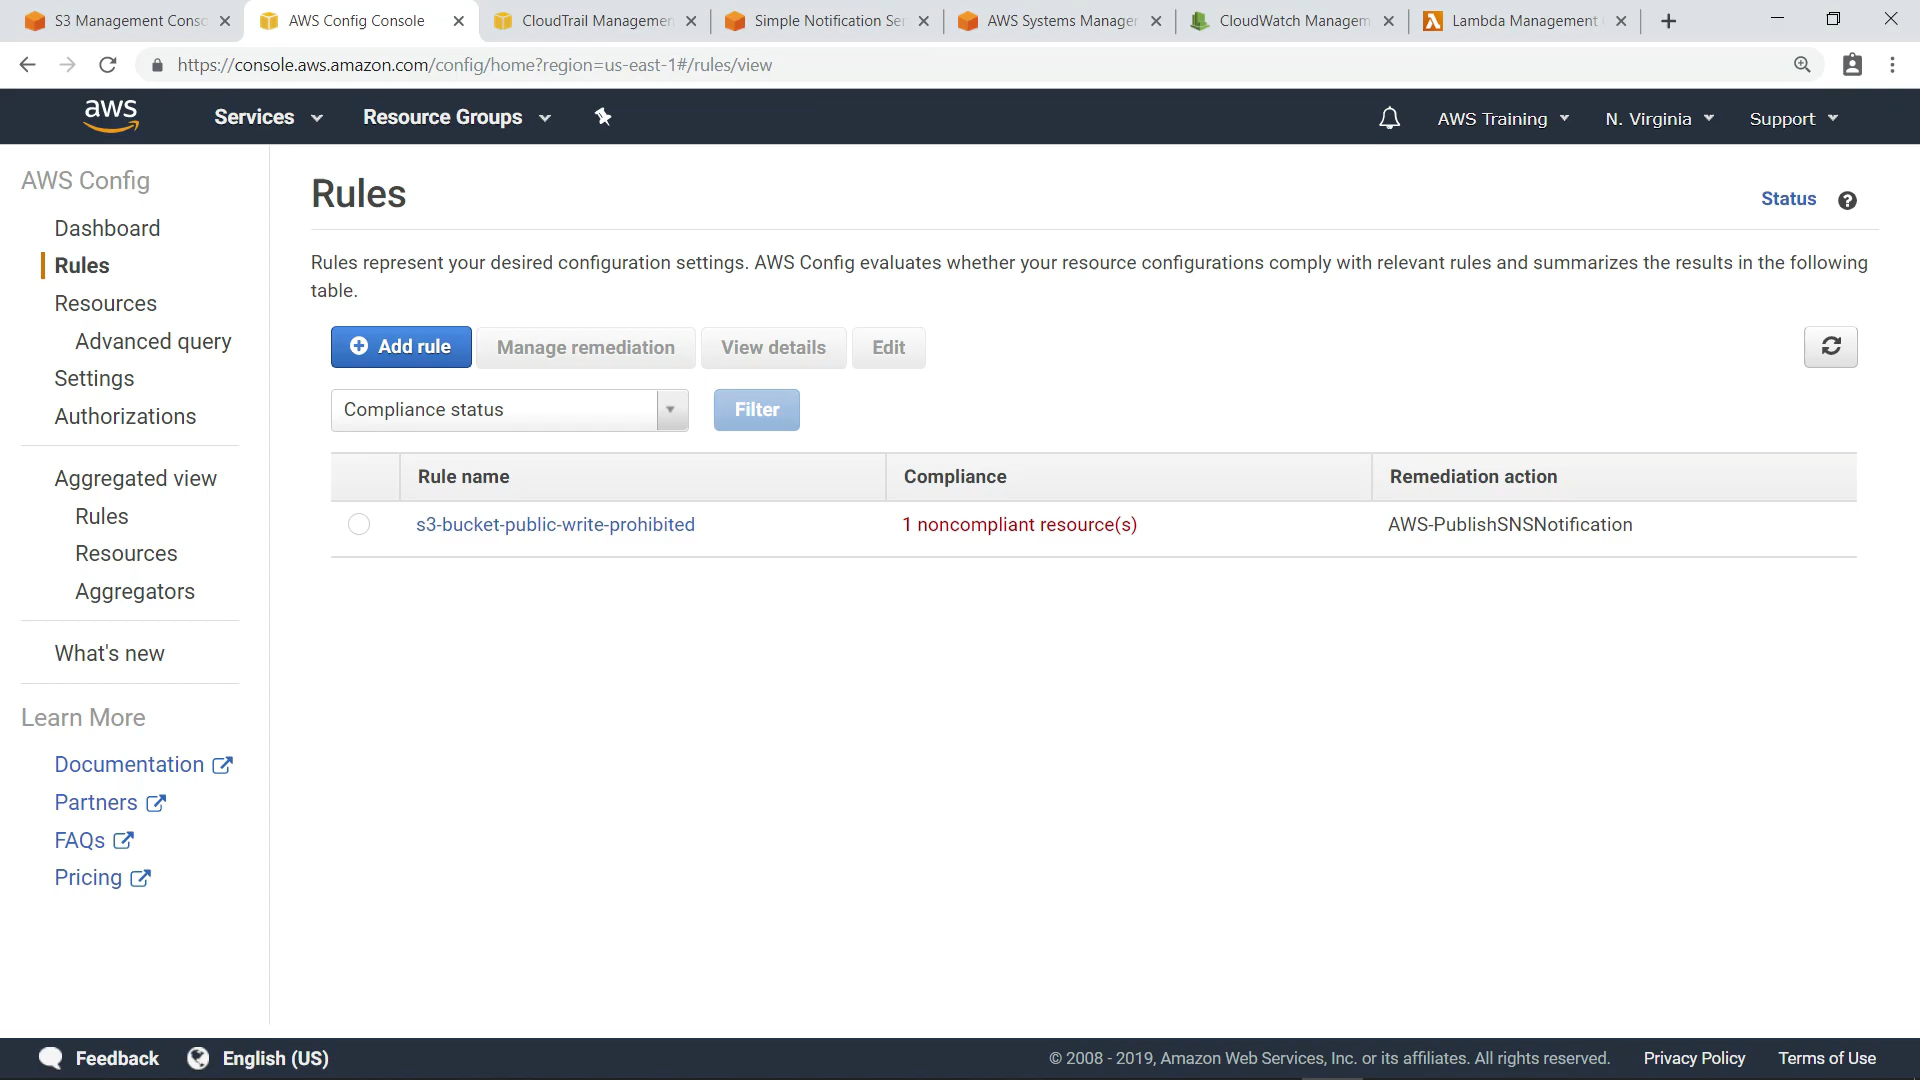 S3 Management Conso
AWS Config Console
CloudTrail Managemen
Simple Notification Ser
AWS Systems Manager
CloudWatch Managem
Lambda Management
https://console.aws.amazon.com/config/home?region=us-east-1#/rules/view
aws
Services
Resource Groups
AWS Training
N. Virginia
Support
AWS Config
Dashboard
Rules
Resources
Advanced query
Settings
Authorizations
Aggregated view
Rules
Resources
Aggregators
What's new
Learn More
Documentation
Partners
FAQs
Pricing
Rules
Status
Rules represent your desired configuration settings. AWS Config evaluates whether your resource configurations comply with relevant rules and summarizes the results in the following
table.
Add rule
Manage remediation
View details
Edit
Compliance status
Filter
Rule name
Compliance
Remediation action
s3-bucket-public-write-prohibited
1 noncompliant resource(s)
AWS-PublishSNSNotification
Feedback
English (US)
© 2008 - 2019, Amazon Web Services, Inc. or its affiliates. All rights reserved.
Privacy Policy
Terms of Use